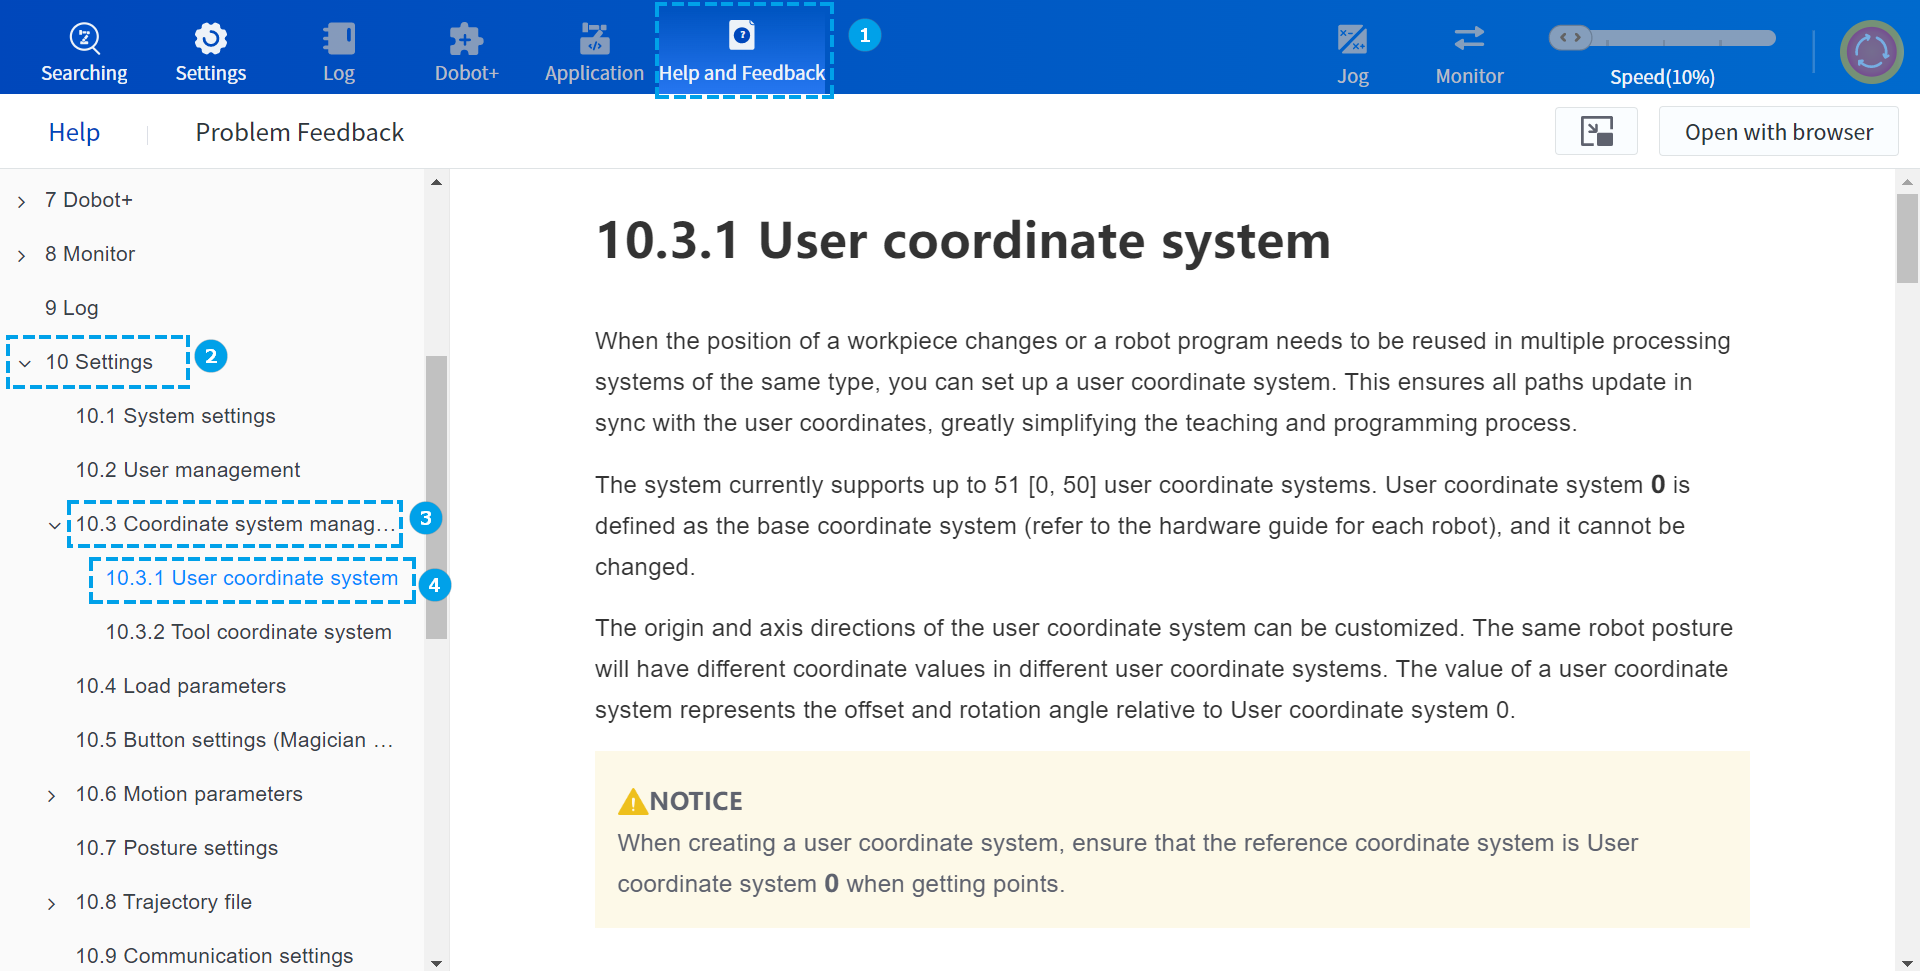 Searching
Settings
Log
Dobot+
Application
Help and Feedback
1
Jog
Monitor
Speed(10%)
Help
Problem Feedback
Open with browser
7 Dobot+
8 Monitor
9 Log
10 Settings
2
10.1 System settings
10.2 User management
10.3 Coordinate system manag...
3
10.3.1 User coordinate system
4
10.3.2 Tool coordinate system
10.4 Load parameters
10.5 Button settings (Magician ...
10.6 Motion parameters
10.7 Posture settings
10.8 Trajectory file
10.9 Communication settings
10.3.1 User coordinate system
When the position of a workpiece changes or a robot program needs to be reused in multiple processing
systems of the same type, you can set up a user coordinate system. This ensures all paths update in
sync with the user coordinates, greatly simplifying the teaching and programming process.
The system currently supports up to 51 [0, 50] user coordinate systems. User coordinate system 0 is
defined as the base coordinate system (refer to the hardware guide for each robot), and it cannot be
changed.
The origin and axis directions of the user coordinate system can be customized. The same robot posture
will have different coordinate values in different user coordinate systems. The value of a user coordinate
system represents the offset and rotation angle relative to User coordinate system 0.
NOTICE
When creating a user coordinate system, ensure that the reference coordinate system is User
coordinate system 0 when getting points.